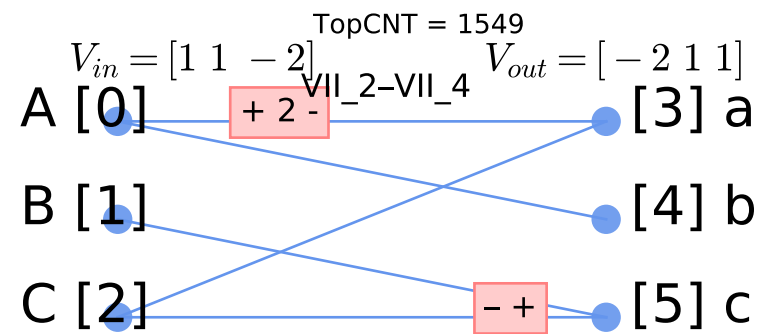 TopCNT = 1549
V_in = [1 1 − 2]
V_out = [− 2 1 1]
VII_2–VII_4
A [0]
+ 2 -
[3] a
B [1]
[4] b
C [2]
– +
[5] c